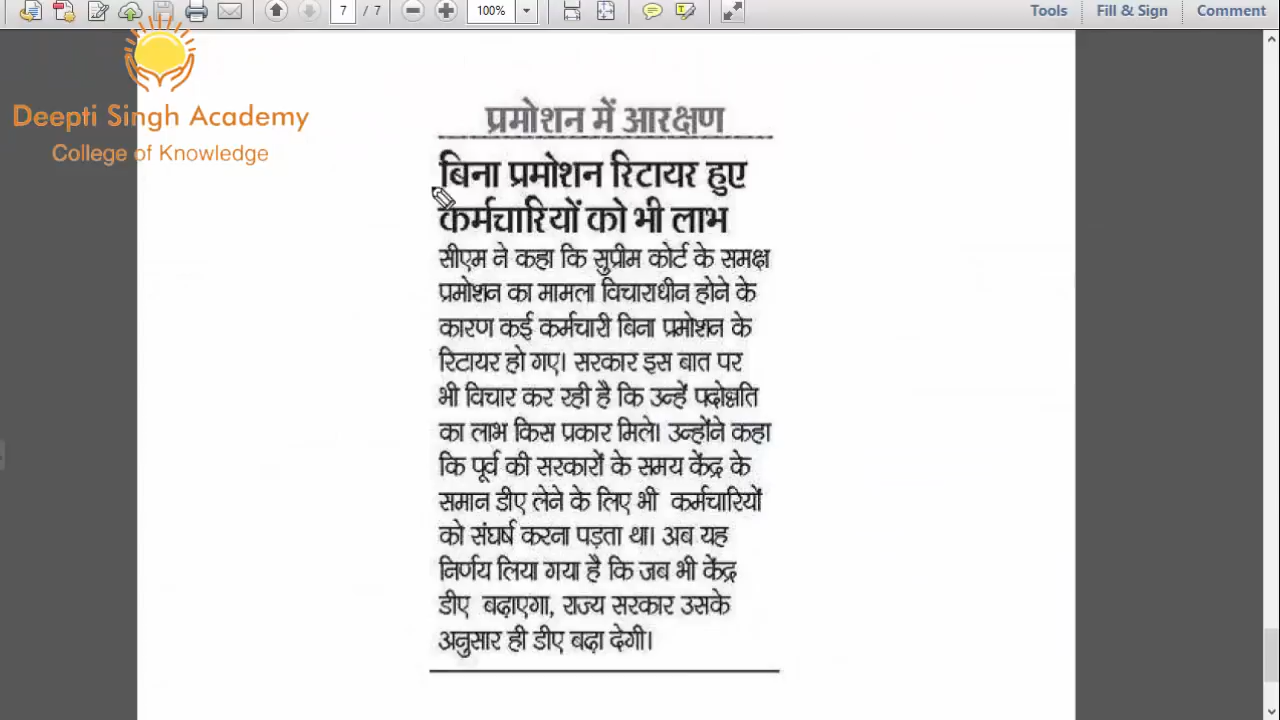 7 / 7
100%
Tools
Fill & Sign
Comment
Deepti Singh Academy
College of Knowledge
प्रमोशन में आरक्षण
बिना प्रमोशन रिटायर हुए
कर्मचारियों को भी लाभ
सीएम ने कहा कि सुप्रीम कोर्ट के समक्ष
प्रमोशन का मामला विचाराधीन होने के
कारण कई कर्मचारी बिना प्रमोशन के
रिटायर हो गए। सरकार इस बात पर
भी विचार कर रही है कि उन्हें पदोन्नति
का लाभ किस प्रकार मिले। उन्होंने कहा
कि पूर्व की सरकारों के समय केंद्र के
समान डीए लेने के लिए भी कर्मचारियों
को संघर्ष करना पड़ता था। अब यह
निर्णय लिया गया है कि जब भी केंद्र
डीए बढ़ाएगा, राज्य सरकार उसके
अनुसार ही डीए बढ़ा देगी।